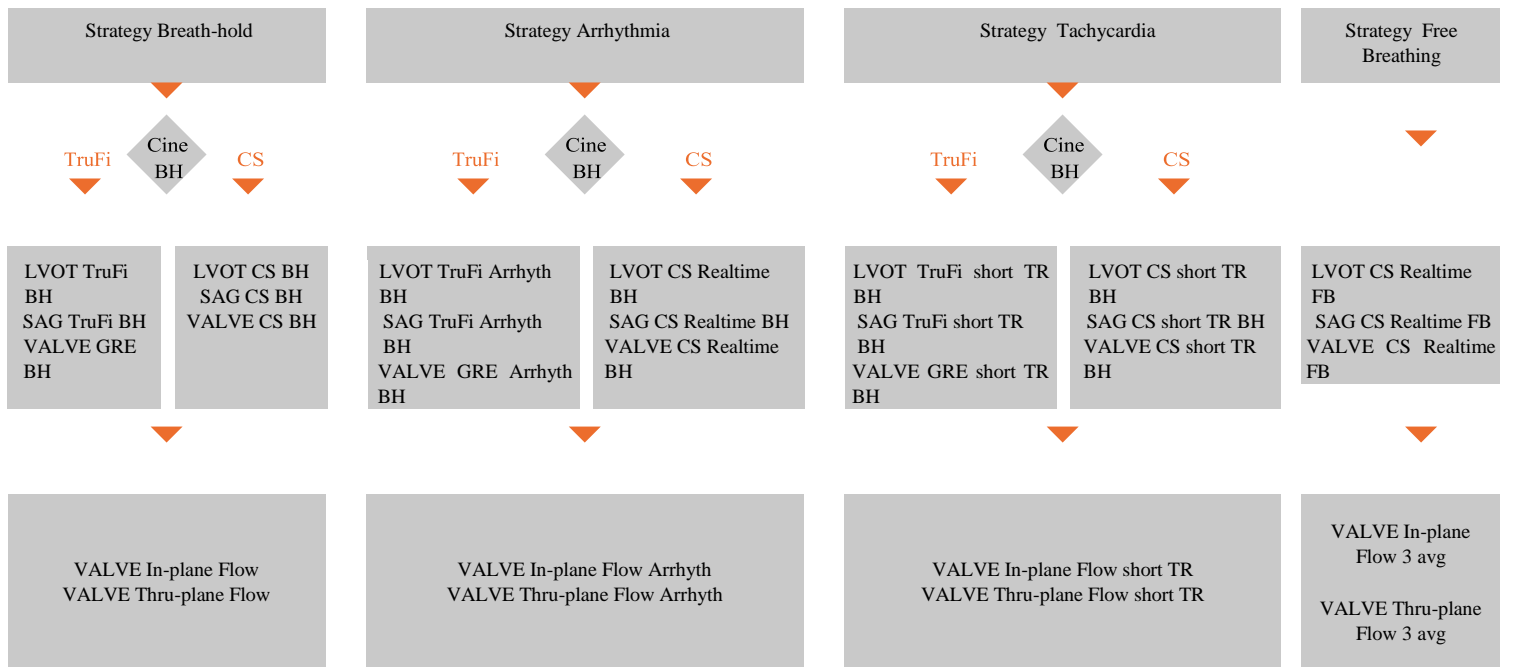 Strategy Breath-hold
Strategy Arrhythmia
Strategy Tachycardia
Strategy Free
Breathing
TruFi
Cine
BH
CS
TruFi
Cine
BH
CS
TruFi
Cine
BH
CS
LVOT TruFi
BH
SAG TruFi BH
VALVE GRE
BH
LVOT CS BH
SAG CS BH
VALVE CS BH
LVOT TruFi Arrhyth
BH
SAG TruFi Arrhyth
BH
VALVE GRE Arrhyth
BH
LVOT CS Realtime
BH
SAG CS Realtime BH
VALVE CS Realtime
BH
LVOT TruFi short TR
BH
SAG TruFi short TR
BH
VALVE GRE short TR
BH
LVOT CS short TR
BH
SAG CS short TR BH
VALVE CS short TR
BH
LVOT CS Realtime
FB
SAG CS Realtime FB
VALVE CS Realtime
FB
VALVE In-plane Flow
VALVE Thru-plane Flow
VALVE In-plane Flow Arrhyth
VALVE Thru-plane Flow Arrhyth
VALVE In-plane Flow short TR
VALVE Thru-plane Flow short TR
VALVE In-plane
Flow 3 avg
VALVE Thru-plane
Flow 3 avg